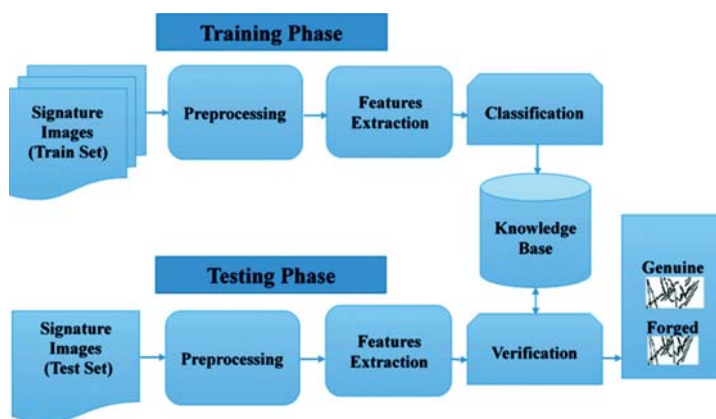 Training Phase
Signature
Images
(Train Set)
Preprocessing
Features
Extraction
Classification
Knowledge
Base
Testing Phase
Signature
Images
(Test Set)
Preprocessing
Features
Extraction
Verification
Genuine
Forged